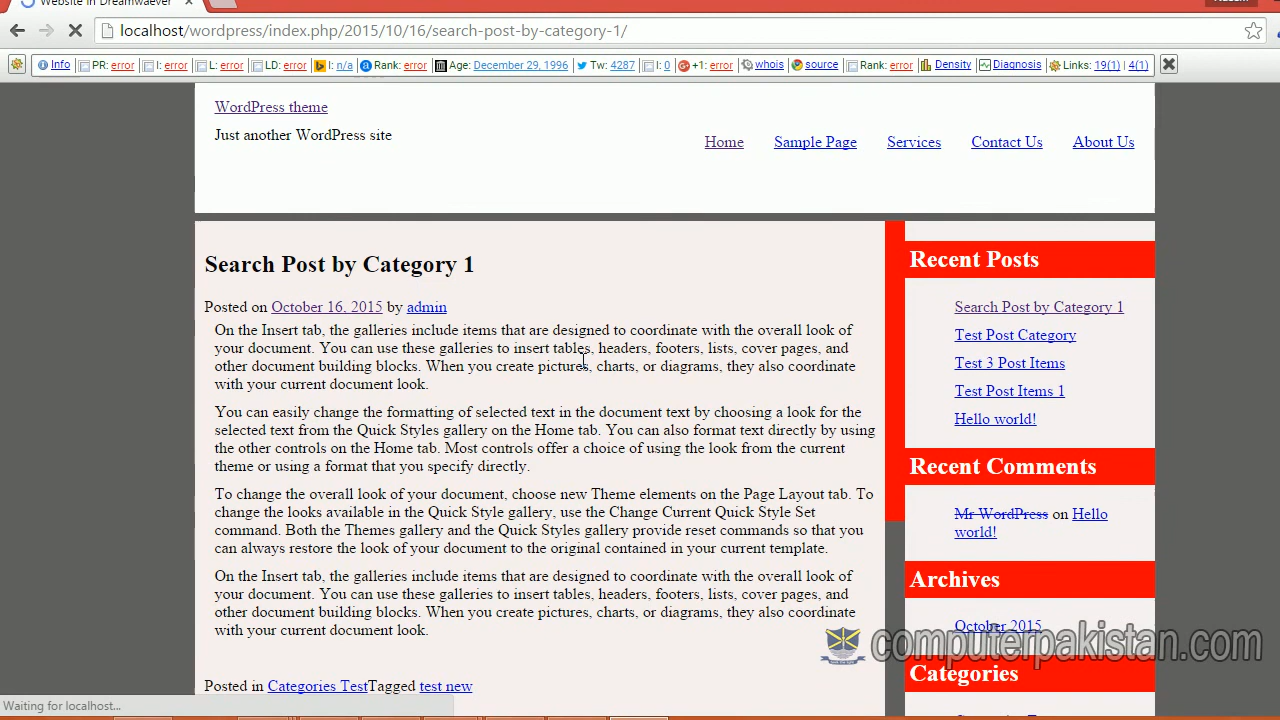 Website in Dreamwaever
localhost/wordpress/index.php/2015/10/16/search-post-by-category-1/
Info PR: error I: error L: error LD: error I: n/a Rank: error Age: December 29, 1996 Tw: 4287 I: 0 +1: error whois source Rank: error Density Diagnosis Links: 19(1) | 4(1)
WordPress theme
Just another WordPress site
Home Sample Page Services Contact Us About Us
Search Post by Category 1
Posted on October 16, 2015 by admin
On the Insert tab, the galleries include items that are designed to coordinate with the overall look of
your document. You can use these galleries to insert tables, headers, footers, lists, cover pages, and
other document building blocks. When you create pictures, charts, or diagrams, they also coordinate
with your current document look.
You can easily change the formatting of selected text in the document text by choosing a look for the
selected text from the Quick Styles gallery on the Home tab. You can also format text directly by using
the other controls on the Home tab. Most controls offer a choice of using the look from the current
theme or using a format that you specify directly.
To change the overall look of your document, choose new Theme elements on the Page Layout tab. To
change the looks available in the Quick Style gallery, use the Change Current Quick Style Set
command. Both the Themes gallery and the Quick Styles gallery provide reset commands so that you
can always restore the look of your document to the original contained in your current template.
On the Insert tab, the galleries include items that are designed to coordinate with the overall look of
your document. You can use these galleries to insert tables, headers, footers, lists, cover pages, and
other document building blocks. When you create pictures, charts, or diagrams, they also coordinate
with your current document look.
Posted in Categories TestTagged test new
Recent Posts
Search Post by Category 1
Test Post Category
Test 3 Post Items
Test Post Items 1
Hello world!
Recent Comments
Mr WordPress on Hello
world!
Archives
October 2015
Categories
computerpakistan.com
Waiting for localhost...